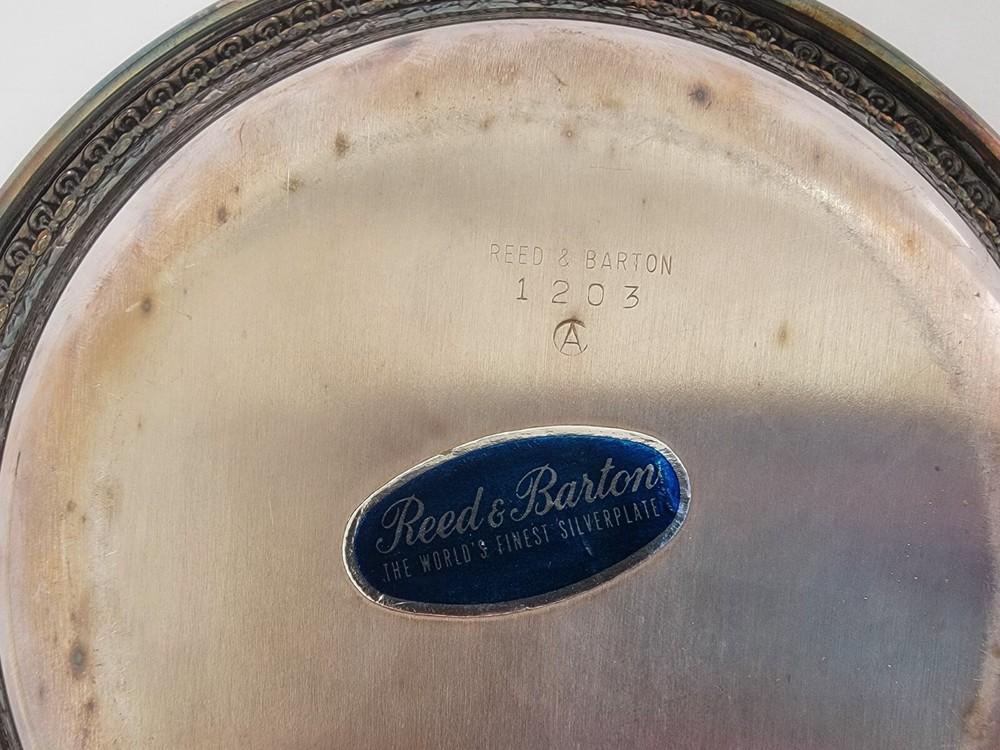 REED & BARTON
1203
A
Reed & Barton
THE WORLD'S FINEST SILVERPLATE